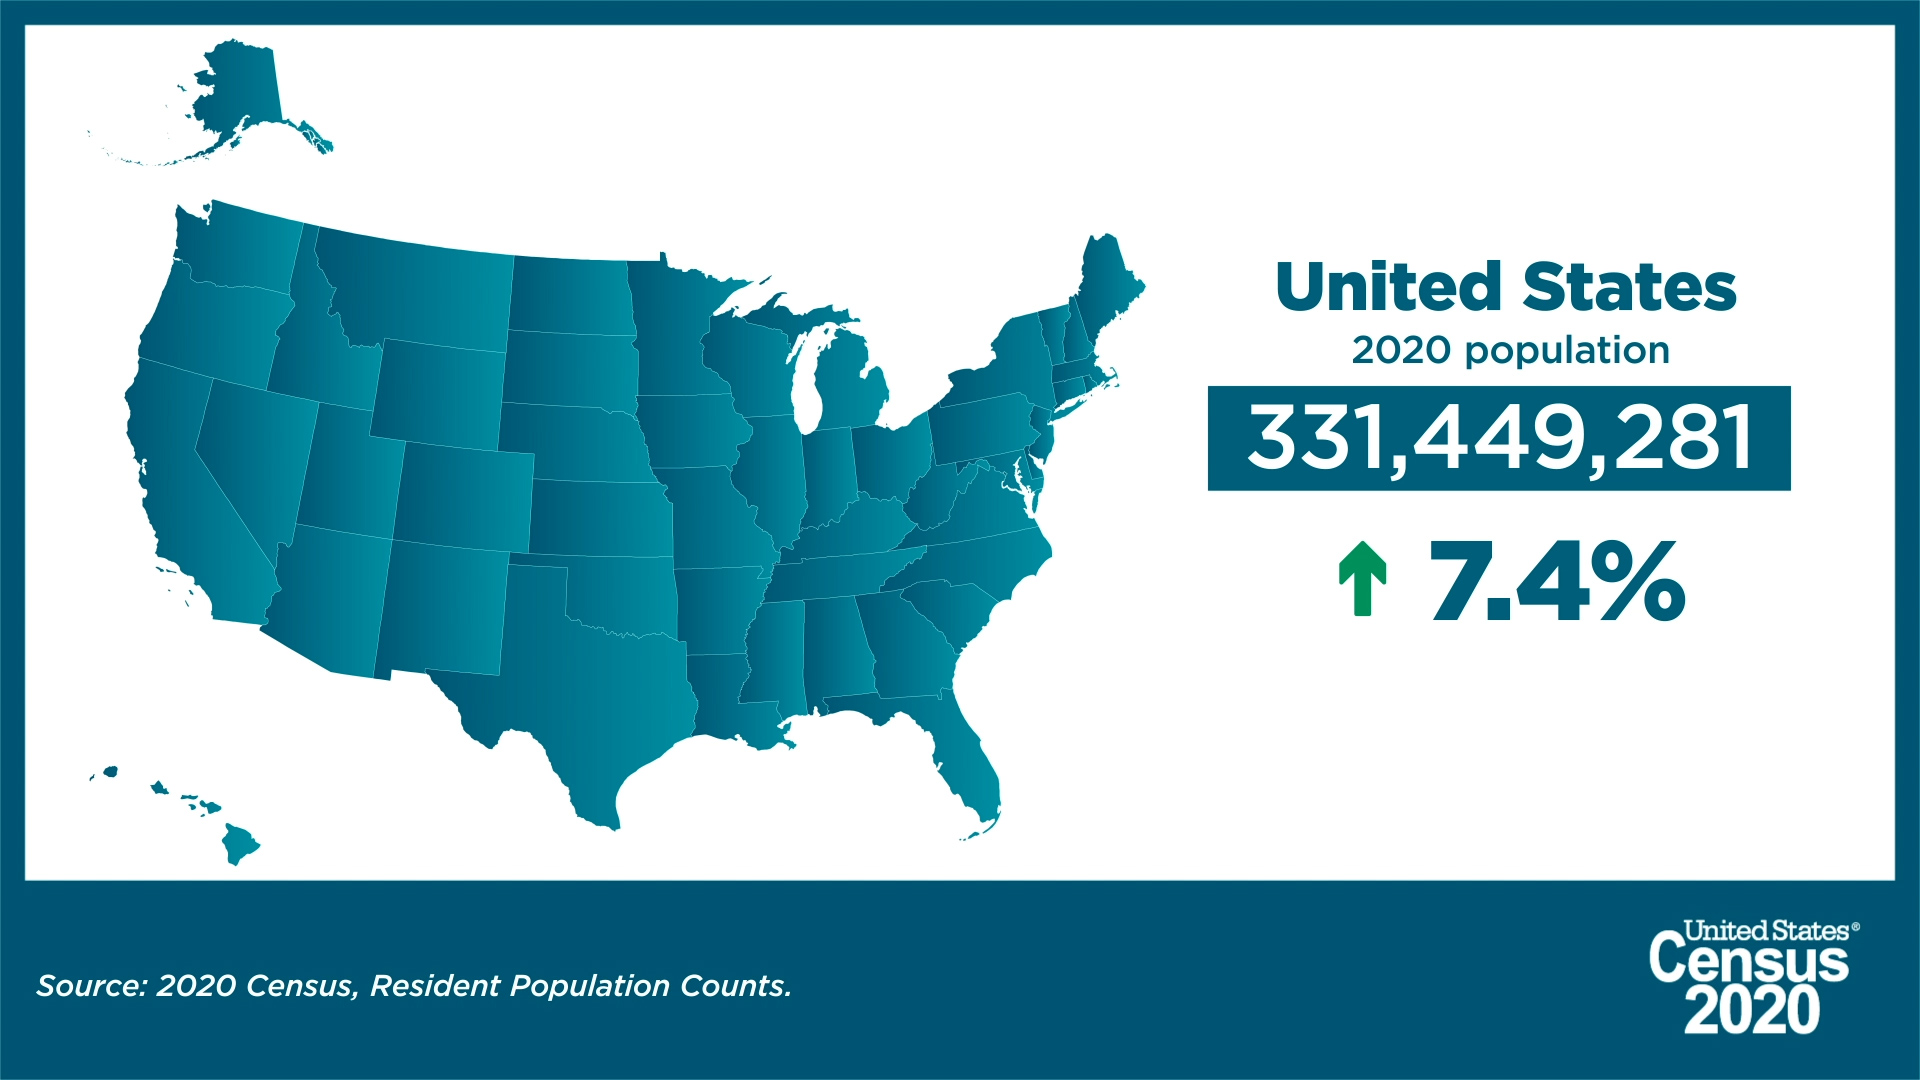 United States
2020 population
331,449,281
7.4%
Source: 2020 Census, Resident Population Counts.
United States®
Census
2020